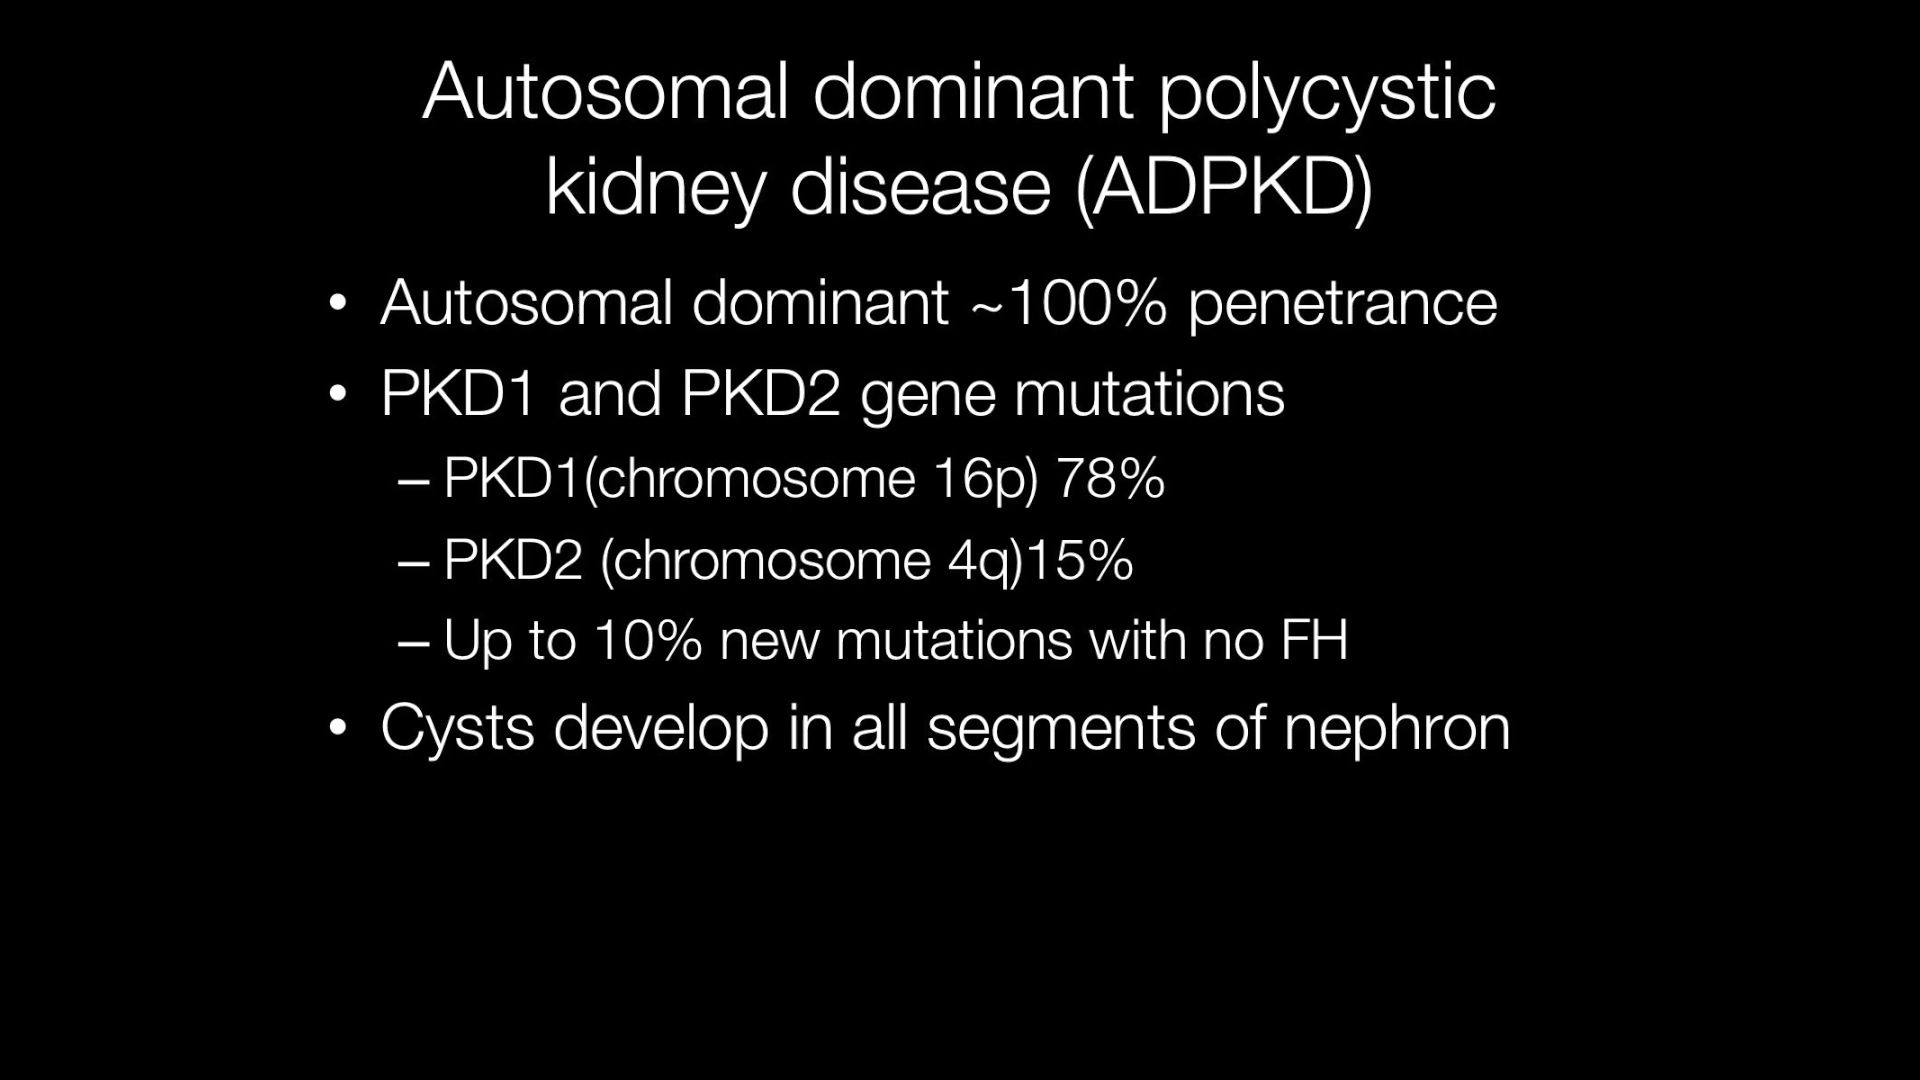 Autosomal dominant polycystic
kidney disease (ADPKD)
• Autosomal dominant ~100% penetrance
• PKD1 and PKD2 gene mutations
– PKD1(chromosome 16p) 78%
– PKD2 (chromosome 4q)15%
– Up to 10% new mutations with no FH
• Cysts develop in all segments of nephron